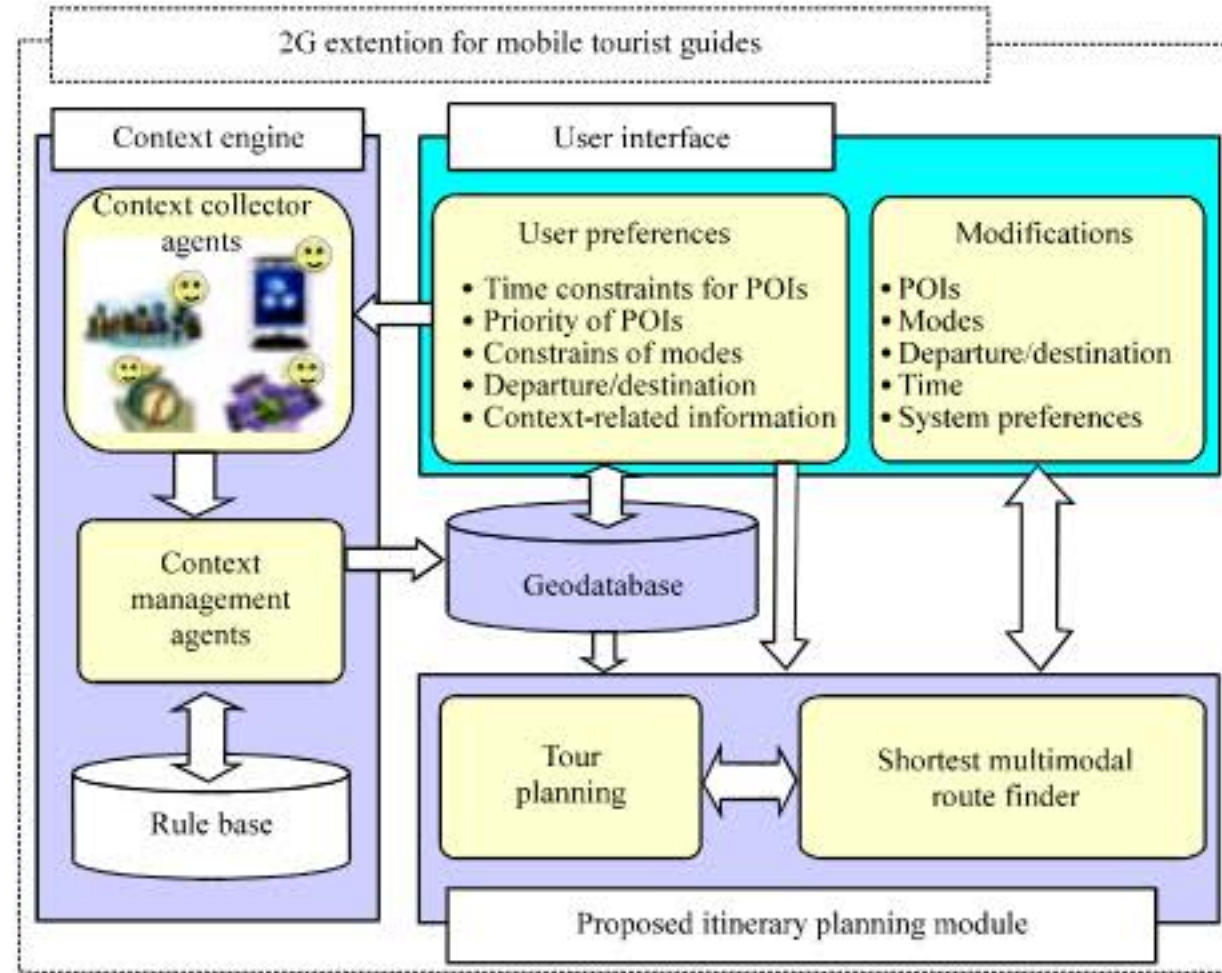 2G extention for mobile tourist guides
Context engine
Context collector
agents
Context
management
agents
Rule base
User interface
User preferences
• Time constraints for POIs
• Priority of POIs
• Constrains of modes
• Departure/destination
• Context-related information
Modifications
• POIs
• Modes
• Departure/destination
• Time
• System preferences
Geodatabase
Tour
planning
Shortest multimodal
route finder
Proposed itinerary planning module